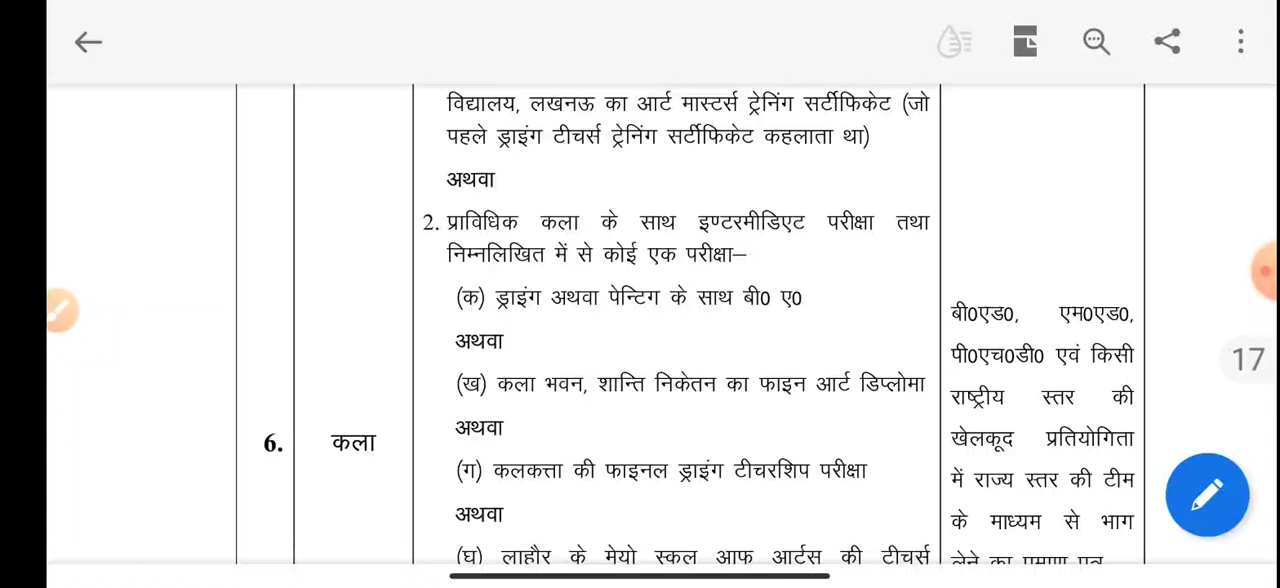 विद्यालय, लखनऊ का आर्ट मास्टर्स ट्रेनिंग सर्टीफिकेट (जो
पहले ड्राइंग टीचर्स ट्रेनिंग सर्टीफिकेट कहलाता था)
अथवा
2. प्राविधिक कला के साथ इण्टरमीडिएट परीक्षा तथा
निम्नलिखित में से कोई एक परीक्षा–
(क) ड्राइंग अथवा पेन्टिग के साथ बी0 ए0
अथवा
(ख) कला भवन, शान्ति निकेतन का फाइन आर्ट डिप्लोमा
अथवा
6.
कला
(ग) कलकत्ता की फाइनल ड्राइंग टीचरशिप परीक्षा
अथवा
(घ) लाहौर के मेयो स्कूल आफ आर्टस की टीचर्स
बी0एड0, एम0एड0,
पी0एच0डी0 एवं किसी
राष्ट्रीय स्तर की
खेलकूद प्रतियोगिता
में राज्य स्तर की टीम
के माध्यम से भाग
लेने का प्रमाण पत्र
17